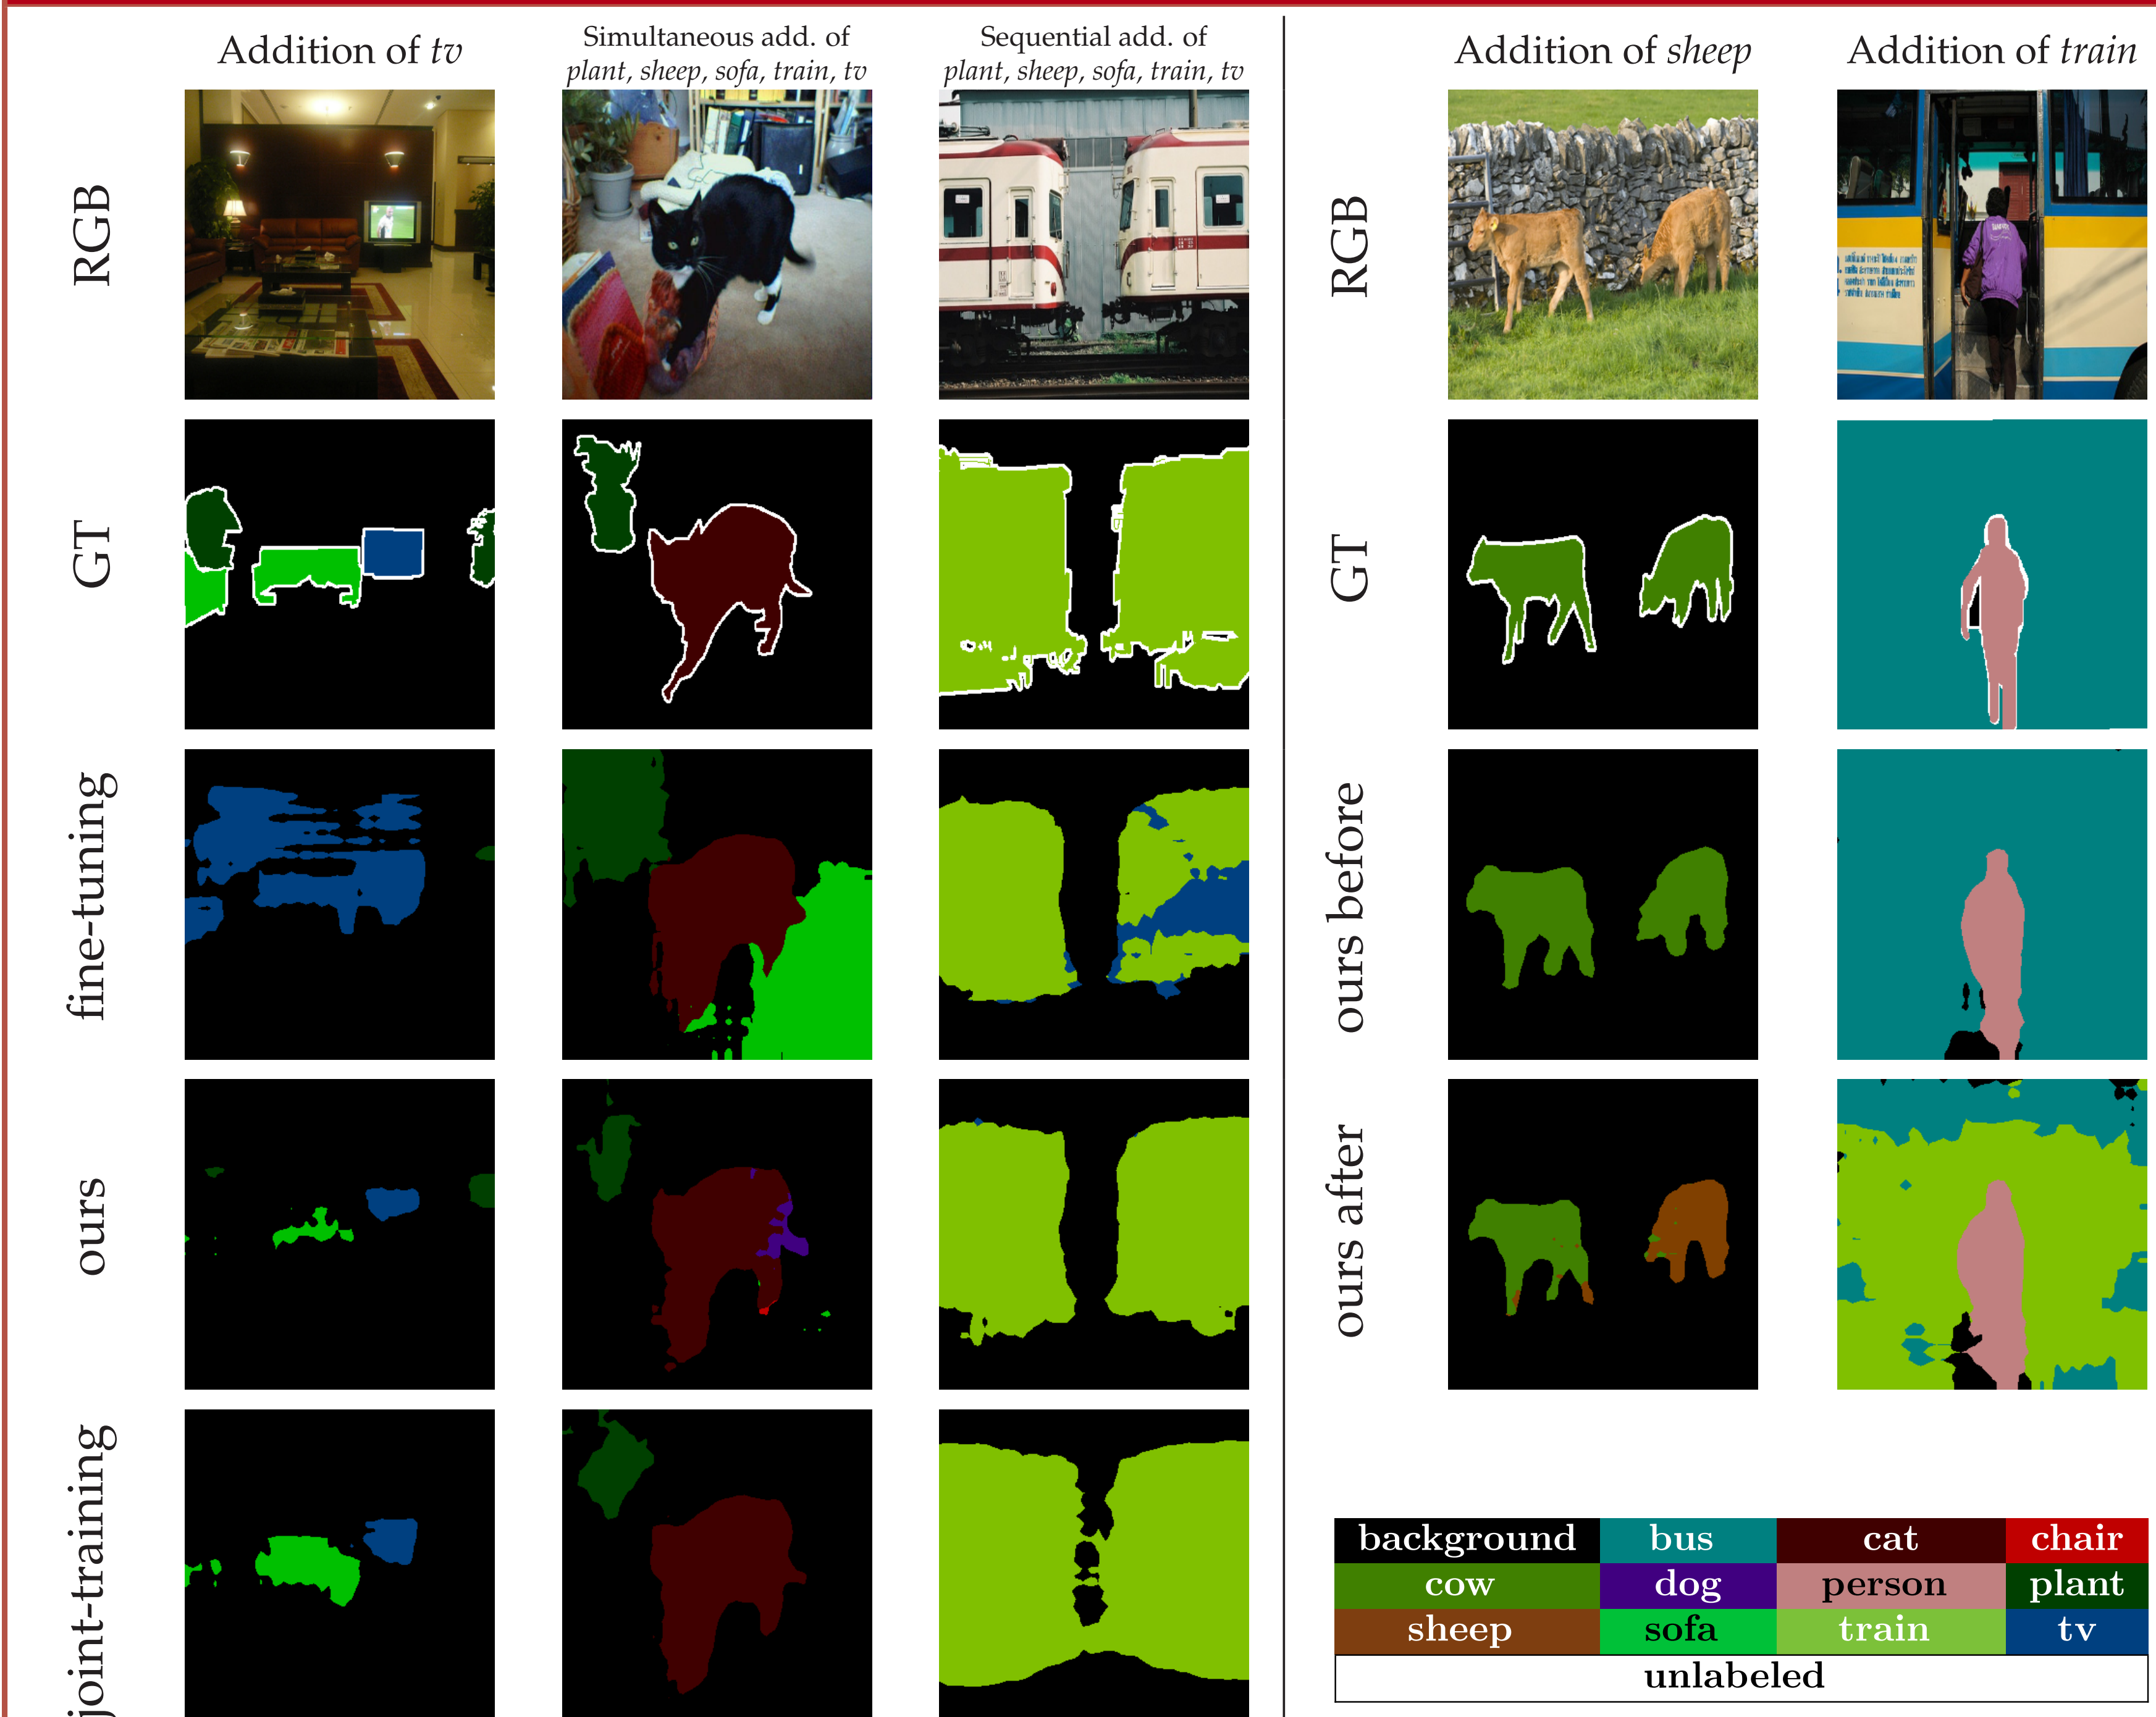 Addition of tv
Simultaneous add. of
plant, sheep, sofa, train, tv
Sequential add. of
plant, sheep, sofa, train, tv
Addition of sheep
Addition of train
RGB
RGB
GT
GT
fine-tuning
ours before
ours
ours after
joint-training
background bus cat chair
cow dog person plant
sheep sofa train tv
unlabeled